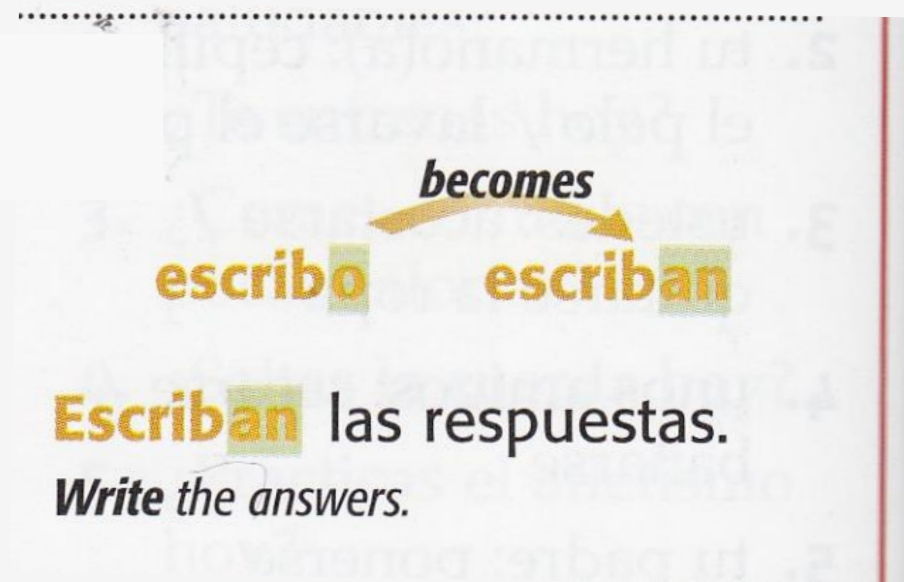 becomes
escribo escriban
Escriban las respuestas.
Write the answers.